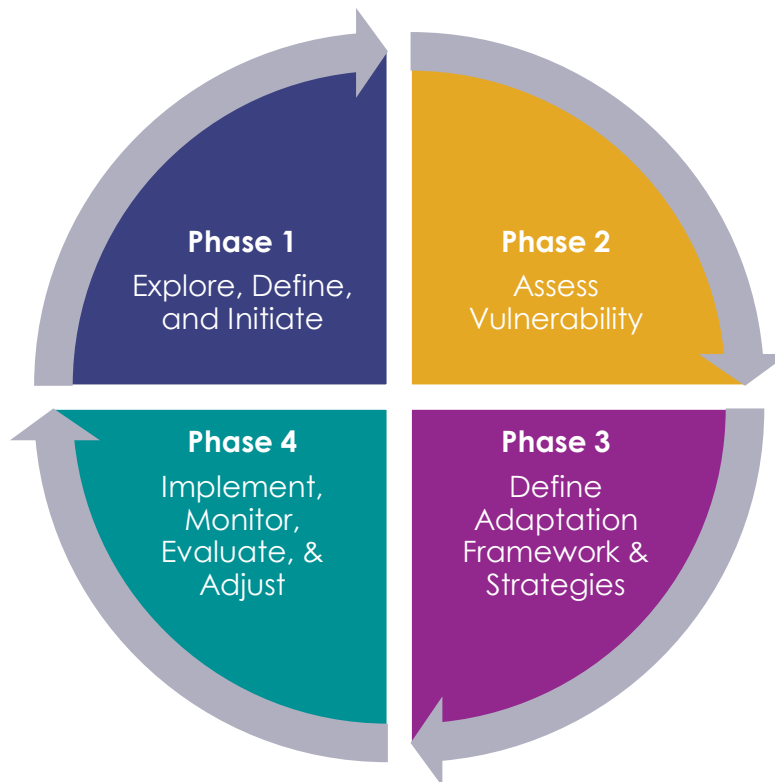 Phase 1
Explore, Define,
and Initiate
Phase 2
Assess
Vulnerability
Phase 4
Implement,
Monitor,
Evaluate, &
Adjust
Phase 3
Define
Adaptation
Framework &
Strategies